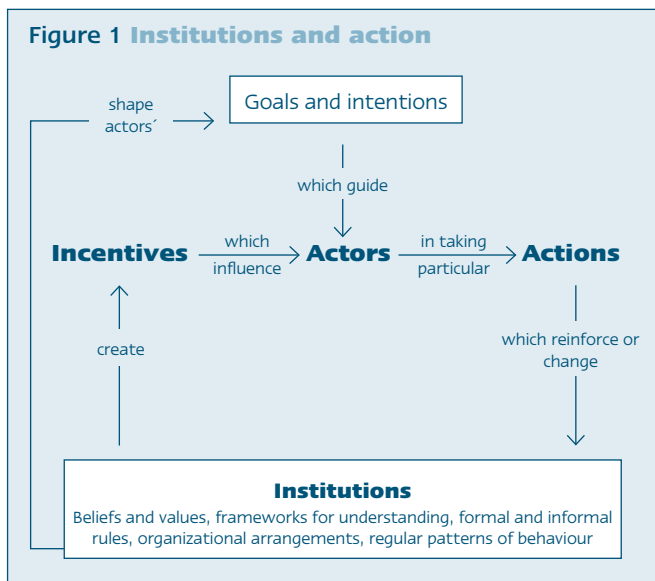 Figure 1 Institutions and action
shape
actors´
Goals and intentions
which guide
Incentives
which
influence
Actors
in taking
particular
Actions
create
which reinforce or
change
Institutions
Beliefs and values, frameworks for understanding, formal and informal
rules, organizational arrangements, regular patterns of behaviour